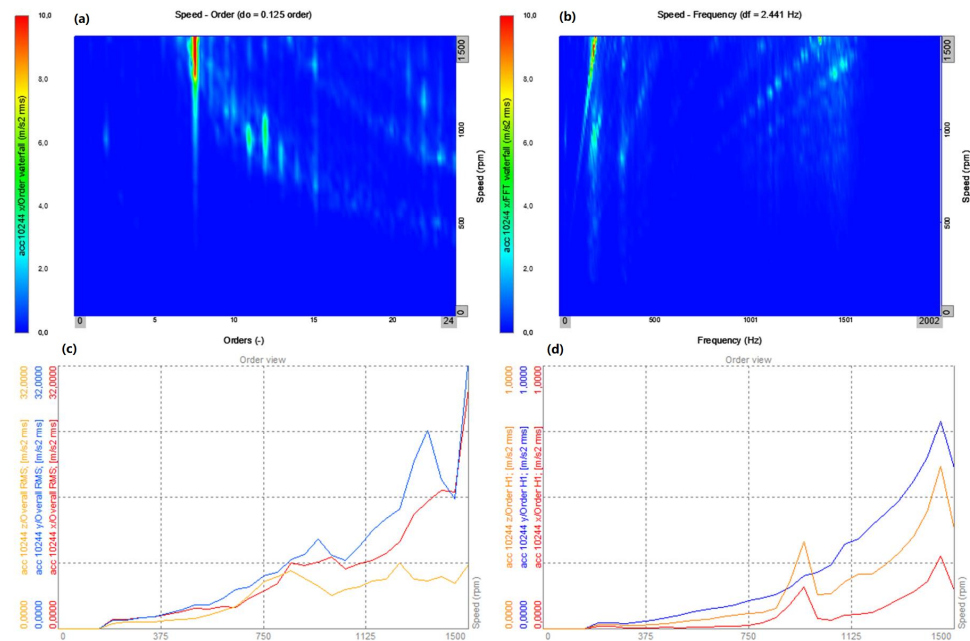 (a)
Speed - Order (do = 0.125 order)
10,0
8,0
6,0
4,0
2,0
0,0
acc 10244 x/Order waterfall (m/s2 rms)
1 500
1000
500
0
Speed (rpm)
0 5 10 15 20 24
Orders (-)
(b)
Speed - Frequency (df = 2.441 Hz)
10,0
8,0
6,0
4,0
2,0
0,0
acc 10244 x/FFT waterfall (m/s2 rms)
1 500
1000
500
0
Speed (rpm)
0 500 1001 1501 2002
Frequency (Hz)
(c)
Order view
32,0000 32,0000 32,0000
acc 10244 z/Overall RMS; [m/s2 rms]
acc 10244 y/Overall RMS; [m/s2 rms]
acc 10244 x/Overall RMS; [m/s2 rms]
0,0000 0,0000 0,0000
0 375 750 1125 1500
Speed (rpm)
(d)
Order view
1,0000 1,0000 1,0000
acc 10244 z/Order H1; [m/s2 rms]
acc 10244 y/Order H1; [m/s2 rms]
acc 10244 x/Order H1; [m/s2 rms]
0,0000 0,0000 0,0000
0 375 750 1125 1500
Speed (rpm)